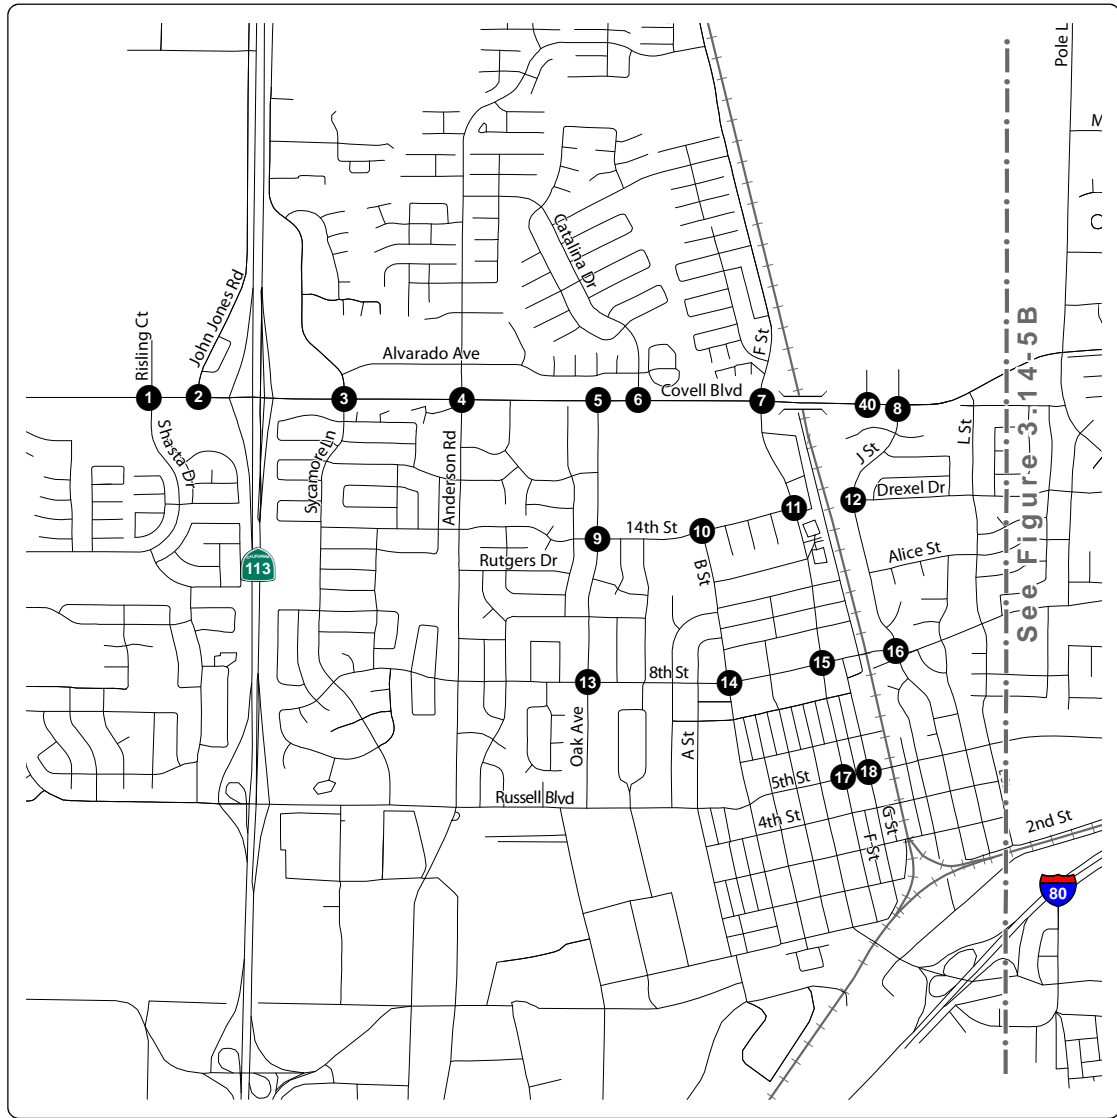 Pole L
M
Catalina Dr
John Jones Rd
Risling Ct
F St
Alvarado Ave
Covell Blvd
1
2
3
4
5
6
7
40
8
See Figure 3.14-5B
Shasta Dr
Sycamore Ln
Anderson Rd
L St
J St
Drexel Dr
12
11
14th St
10
9
B St
Rutgers Dr
Alice St
CALIFORNIA
113
16
15
8th St
13
14
Oak Ave
A St
5th St
17
18
Russell Blvd
4th St
G St
F St
2nd St
80